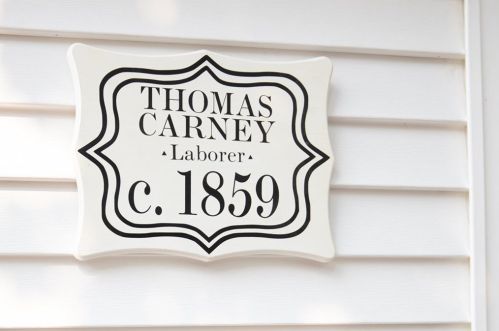 THOMAS
CARNEY
▴ Laborer ▴
c. 1859